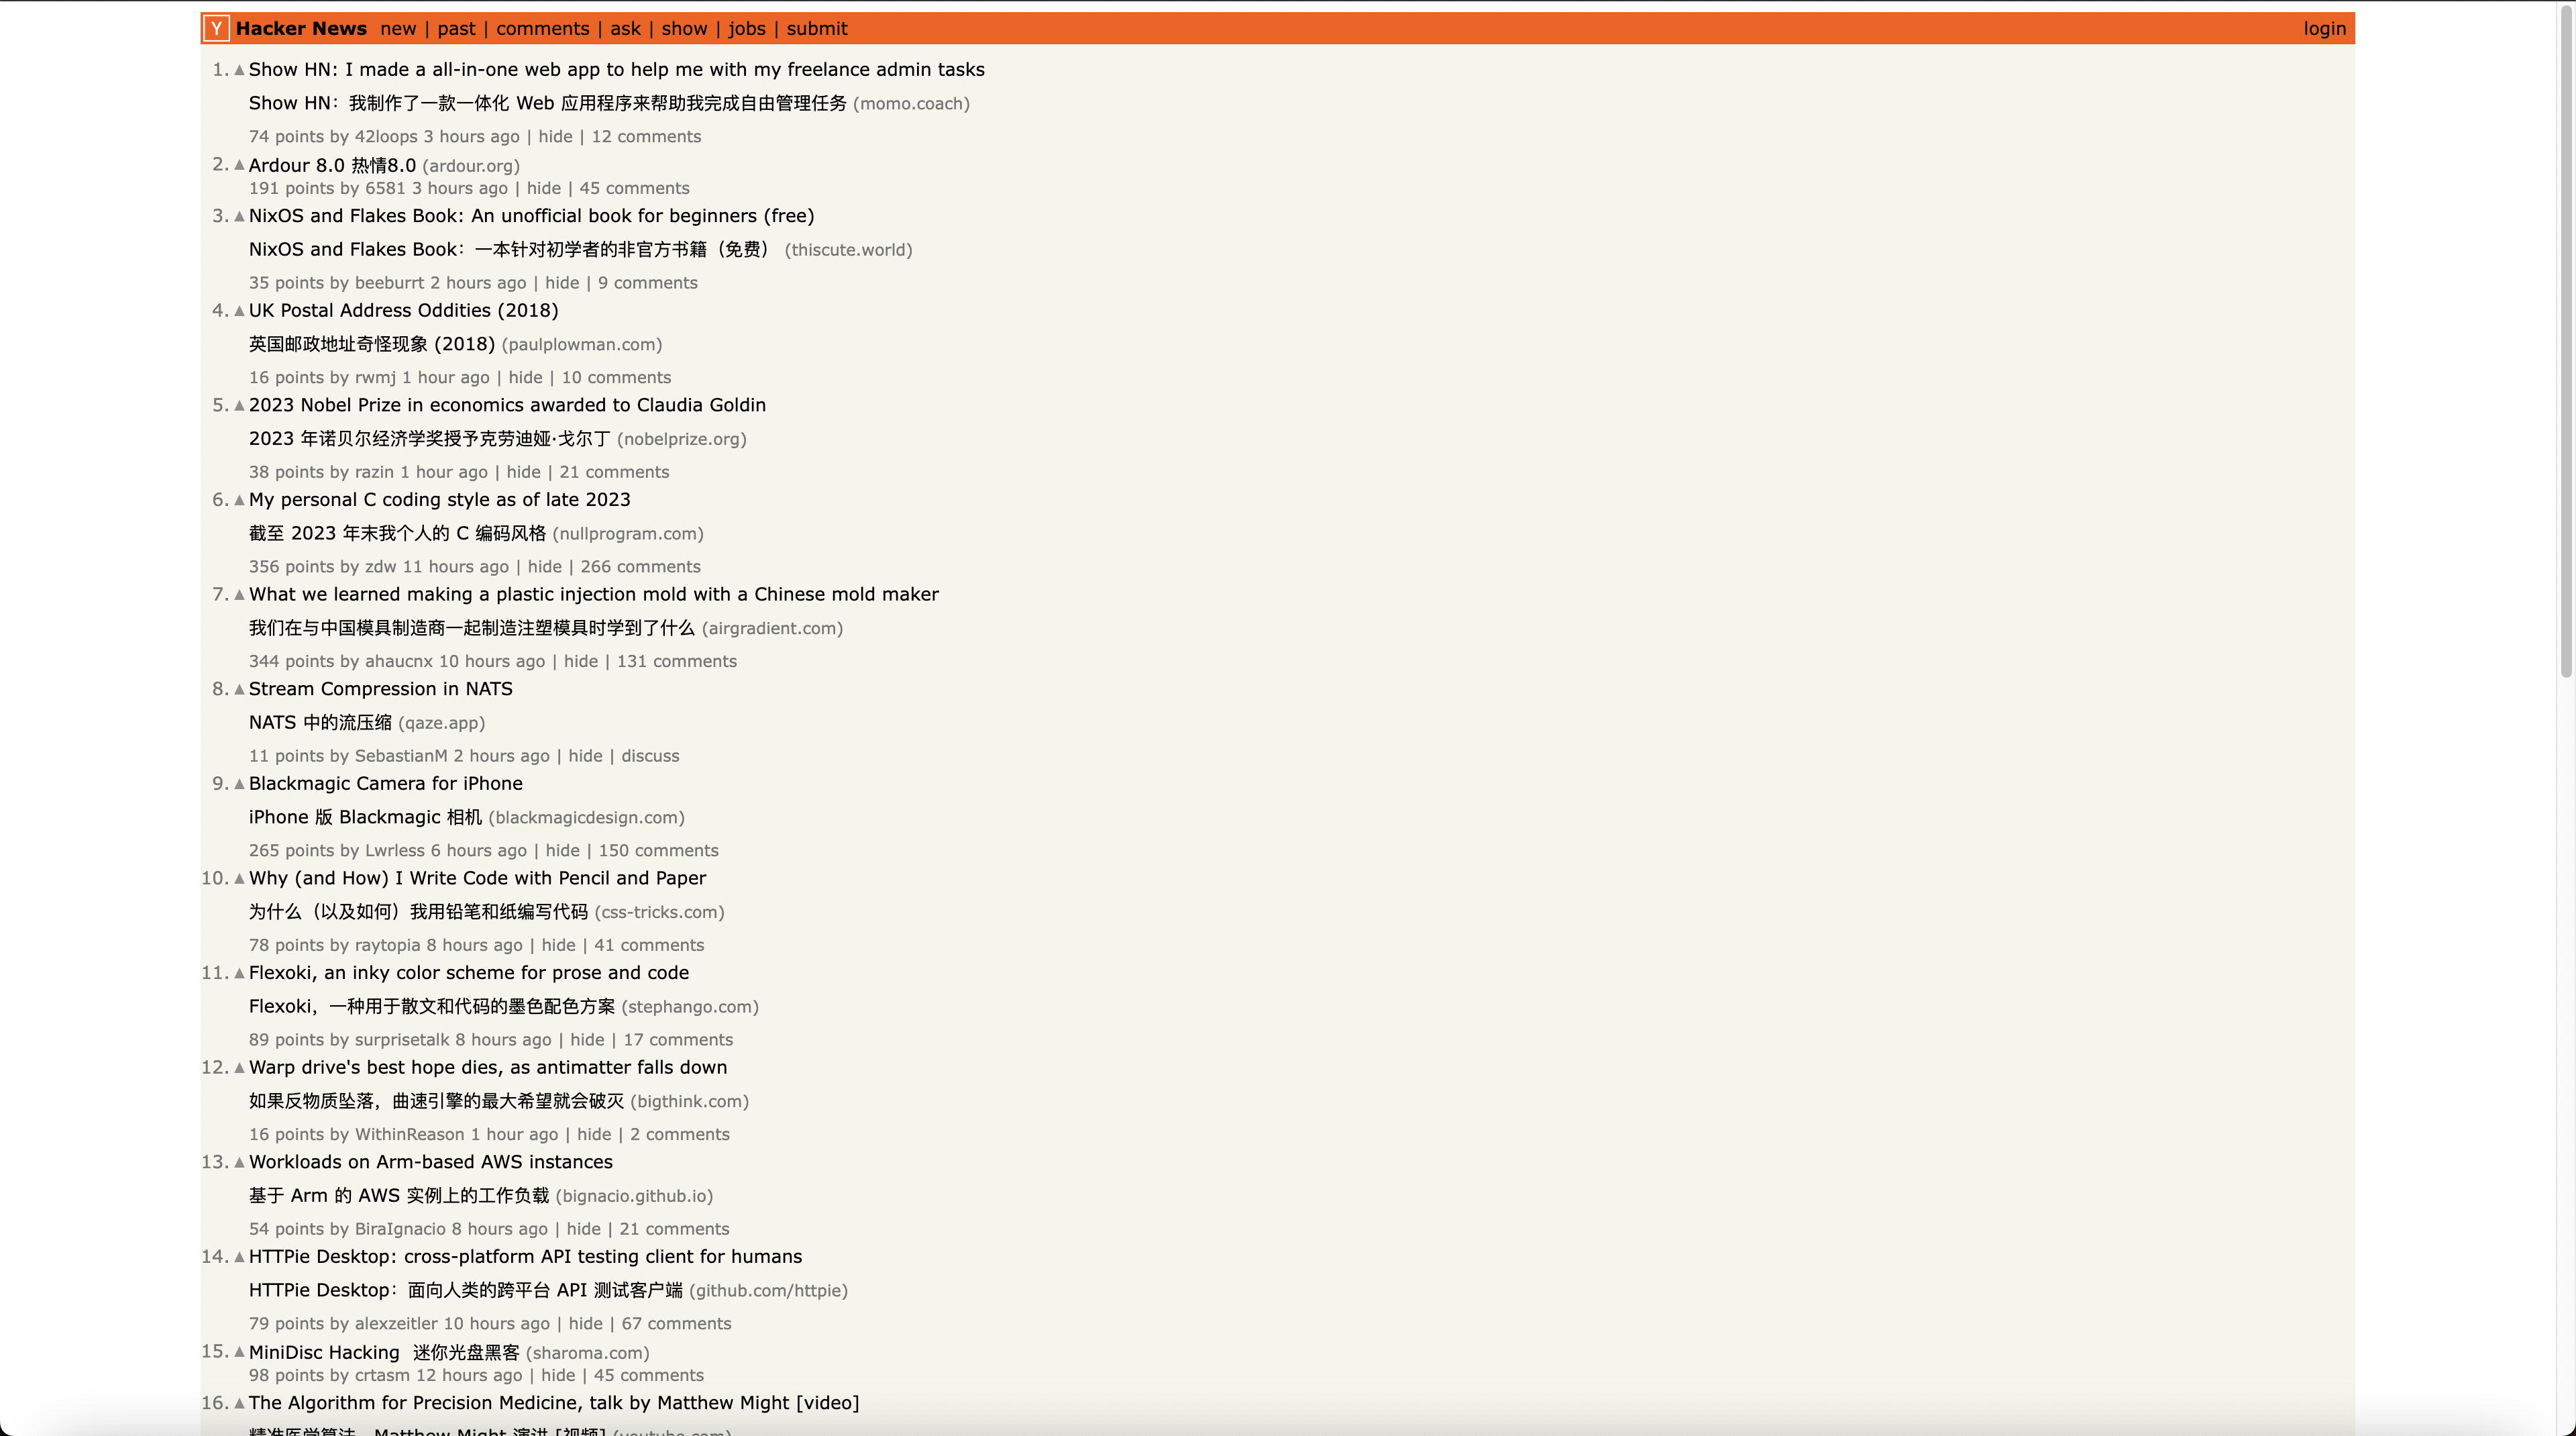 Y Hacker News new | past | comments | ask | show | jobs | submit login
1. ▲ Show HN: I made a all-in-one web app to help me with my freelance admin tasks
Show HN：我制作了一款一体化 Web 应用程序来帮助我完成自由管理任务 (momo.coach)
74 points by 42loops 3 hours ago | hide | 12 comments
2. ▲ Ardour 8.0 热情8.0 (ardour.org)
191 points by 6581 3 hours ago | hide | 45 comments
3. ▲ NixOS and Flakes Book: An unofficial book for beginners (free)
NixOS and Flakes Book：一本针对初学者的非官方书籍（免费） (thiscute.world)
35 points by beeburrt 2 hours ago | hide | 9 comments
4. ▲ UK Postal Address Oddities (2018)
英国邮政地址奇怪现象 (2018) (paulplowman.com)
16 points by rwmj 1 hour ago | hide | 10 comments
5. ▲ 2023 Nobel Prize in economics awarded to Claudia Goldin
2023 年诺贝尔经济学奖授予克劳迪娅·戈尔丁 (nobelprize.org)
38 points by razin 1 hour ago | hide | 21 comments
6. ▲ My personal C coding style as of late 2023
截至 2023 年末我个人的 C 编码风格 (nullprogram.com)
356 points by zdw 11 hours ago | hide | 266 comments
7. ▲ What we learned making a plastic injection mold with a Chinese mold maker
我们在与中国模具制造商一起制造注塑模具时学到了什么 (airgradient.com)
344 points by ahaucnx 10 hours ago | hide | 131 comments
8. ▲ Stream Compression in NATS
NATS 中的流压缩 (qaze.app)
11 points by SebastianM 2 hours ago | hide | discuss
9. ▲ Blackmagic Camera for iPhone
iPhone 版 Blackmagic 相机 (blackmagicdesign.com)
265 points by Lwrless 6 hours ago | hide | 150 comments
10. ▲ Why (and How) I Write Code with Pencil and Paper
为什么（以及如何）我用铅笔和纸编写代码 (css-tricks.com)
78 points by raytopia 8 hours ago | hide | 41 comments
11. ▲ Flexoki, an inky color scheme for prose and code
Flexoki，一种用于散文和代码的墨色配色方案 (stephango.com)
89 points by surprisetalk 8 hours ago | hide | 17 comments
12. ▲ Warp drive's best hope dies, as antimatter falls down
如果反物质坠落，曲速引擎的最大希望就会破灭 (bigthink.com)
16 points by WithinReason 1 hour ago | hide | 2 comments
13. ▲ Workloads on Arm-based AWS instances
基于 Arm 的 AWS 实例上的工作负载 (bignacio.github.io)
54 points by BiraIgnacio 8 hours ago | hide | 21 comments
14. ▲ HTTPie Desktop: cross-platform API testing client for humans
HTTPie Desktop：面向人类的跨平台 API 测试客户端 (github.com/httpie)
79 points by alexzeitler 10 hours ago | hide | 67 comments
15. ▲ MiniDisc Hacking 迷你光盘黑客 (sharoma.com)
98 points by crtasm 12 hours ago | hide | 45 comments
16. ▲ The Algorithm for Precision Medicine, talk by Matthew Might [video]
精准医学算法，Matthew Might 演讲 [视频] (youtube.com)